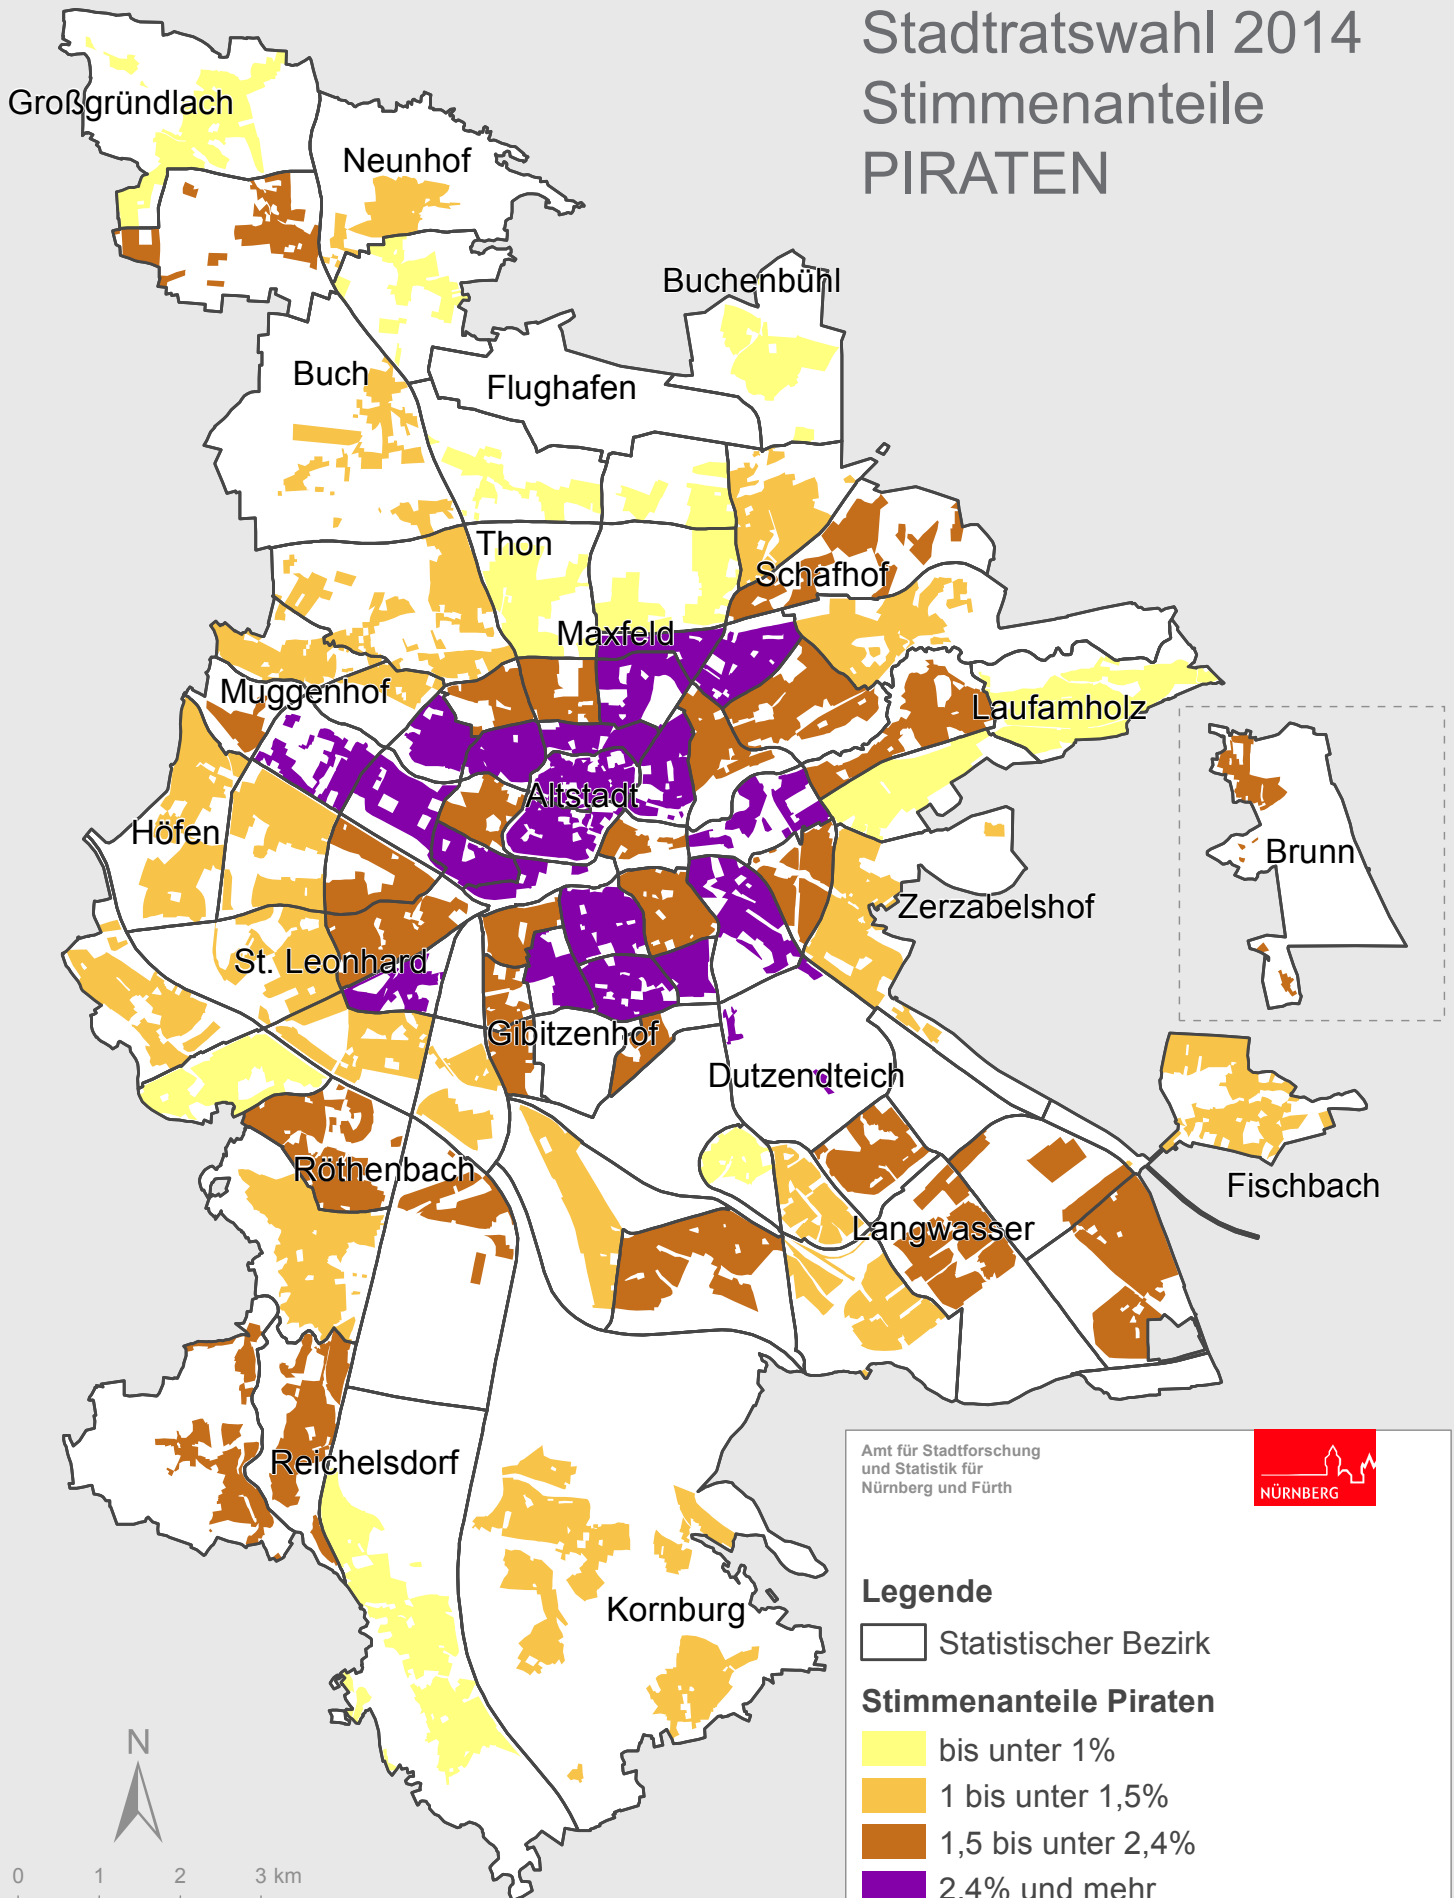 Stadtratswahl 2014
Stimmenanteile
PIRATEN
Großgründlach
Neunhof
Buchenbühl
Buch
Flughafen
Thon
Schafhof
Maxfeld
Muggenhof
Laufamholz
Altstadt
Höfen
Brunn
Zerzabelshof
St. Leonhard
Gibitzenhof
Dutzendteich
Röthenbach
Fischbach
Langwasser
Reichelsdorf
Kornburg
Amt für Stadtforschung
und Statistik für
Nürnberg und Fürth
NÜRNBERG
Legende
Statistischer Bezirk
Stimmenanteile Piraten
bis unter 1%
1 bis unter 1,5%
1,5 bis unter 2,4%
2,4% und mehr
N
0 1 2 3 km